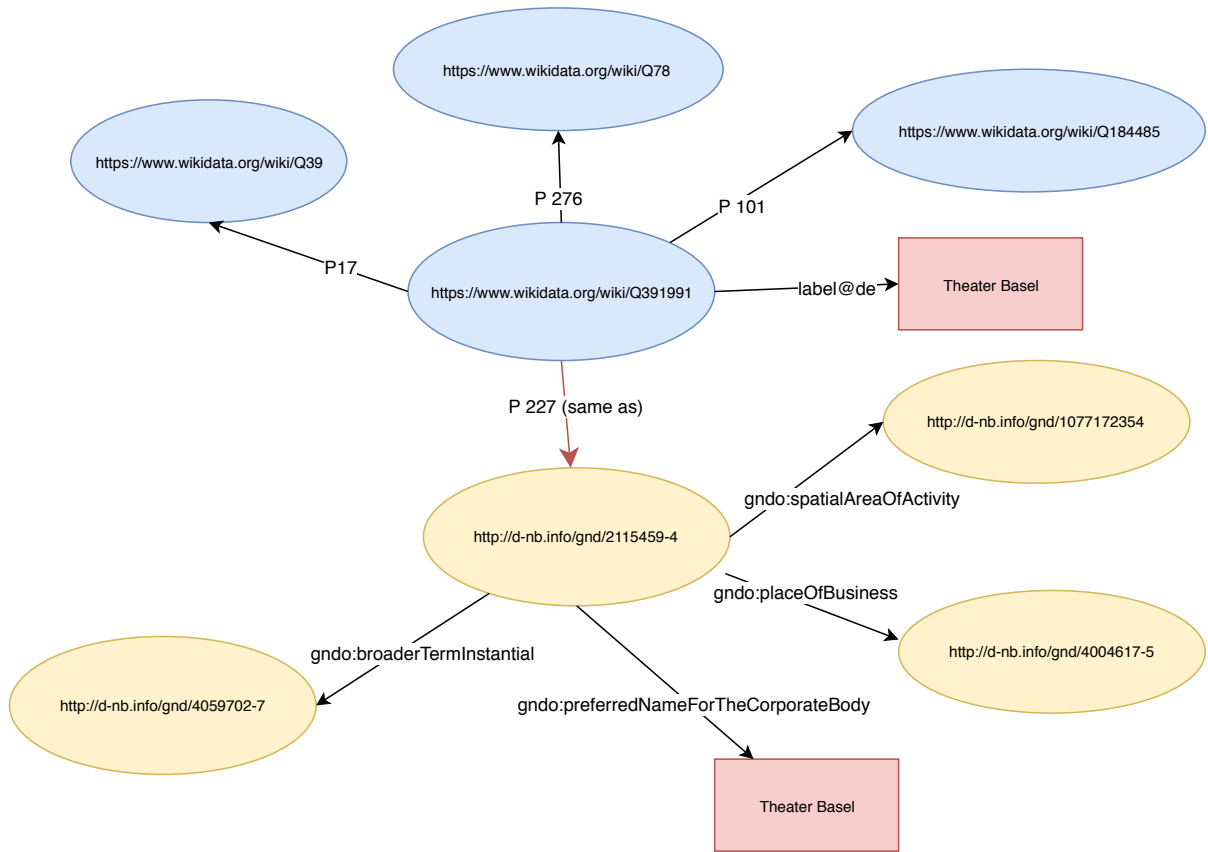 https://www.wikidata.org/wiki/Q78
https://www.wikidata.org/wiki/Q184485
https://www.wikidata.org/wiki/Q39
P 276
P 101
P17
https://www.wikidata.org/wiki/Q391991
label@de
Theater Basel
P 227 (same as)
http://d-nb.info/gnd/1077172354
gndo:spatialAreaOfActivity
http://d-nb.info/gnd/2115459-4
gndo:placeOfBusiness
http://d-nb.info/gnd/4004617-5
gndo:broaderTermInstantial
http://d-nb.info/gnd/4059702-7
gndo:preferredNameForTheCorporateBody
Theater Basel